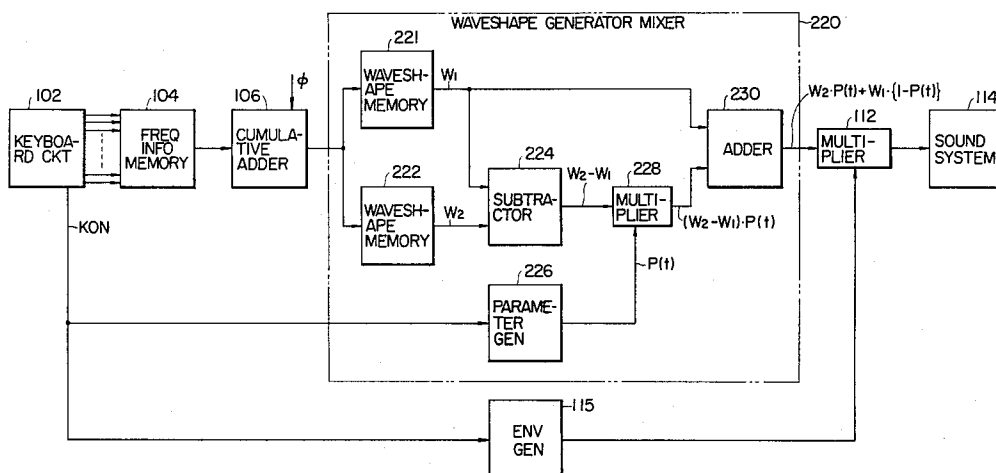 WAVESHAPE GENERATOR MIXER
220
221
102
104
106
φ
WAVESH-
APE
MEMORY
W1
KEYBOA-
RD CKT
FREQ
INFO
MEMORY
CUMULA-
TIVE
ADDER
230
W2·P(t)+W1·{1-P(t)}
114
112
ADDER
MULTI-
PLIER
SOUND
SYSTEM
222
224
W2-W1
228
WAVESH-
APE
MEMORY
W2
SUBTRA-
CTOR
MULTI-
PLIER
(W2-W1)·P(t)
KON
226
P(t)
PARAME-
TER
GEN
115
ENV
GEN